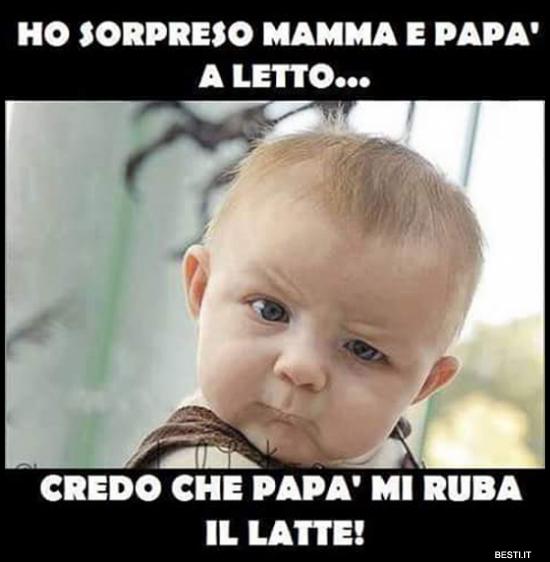 HO SORPRESO MAMMA E PAPA'
A LETTO...
CREDO CHE PAPA' MI RUBA
IL LATTE!
BESTI.IT